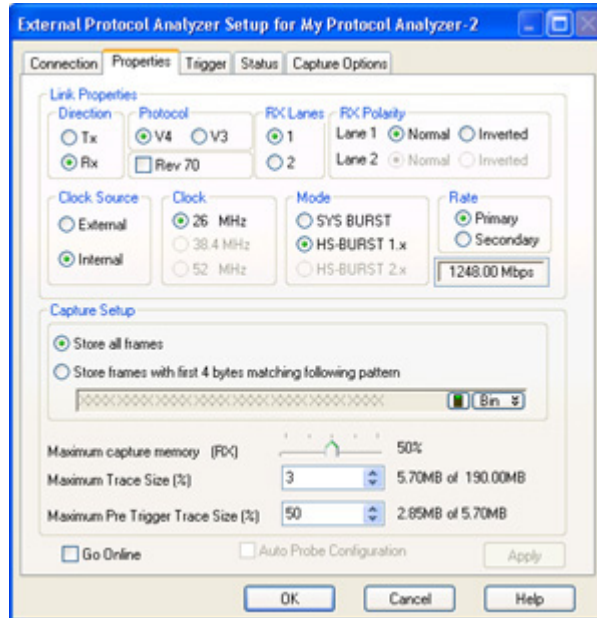 External Protocol Analyzer Setup for My Protocol Analyzer-2
Connection Properties Trigger Status Capture Options
Link Properties
Direction Protocol RX Lanes RX Polarity
Tx V4 V3 1 Lane 1 Normal Inverted
Rx Rev 70 2 Lane 2 Normal Inverted
Clock Source Clock Mode Rate
External 26 MHz SYS BURST Primary
38.4 MHz HS-BURST 1.x Secondary
Internal 52 MHz HS-BURST 2.x 1248.00 Mbps
Capture Setup
Store all frames
Store frames with first 4 bytes matching following pattern
Bin
Maximum capture memory (RX) 50%
Maximum Trace Size (%) 3 5.70MB of 190.00MB
Maximum Pre Trigger Trace Size (%) 50 2.85MB of 5.70MB
Go Online Auto Probe Configuration Apply
OK Cancel Help